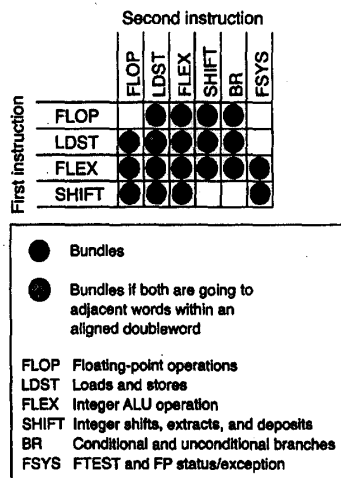 Second instruction
FLOP
LDST
FLEX
SHIFT
BR
FSYS
First instruction
FLOP
LDST
FLEX
SHIFT
Bundles
Bundles if both are going to
adjacent words within an
aligned doubleword
FLOP Floating-point operations
LDST Loads and stores
FLEX Integer ALU operation
SHIFT Integer shifts, extracts, and deposits
BR Conditional and unconditional branches
FSYS FTEST and FP status/exception